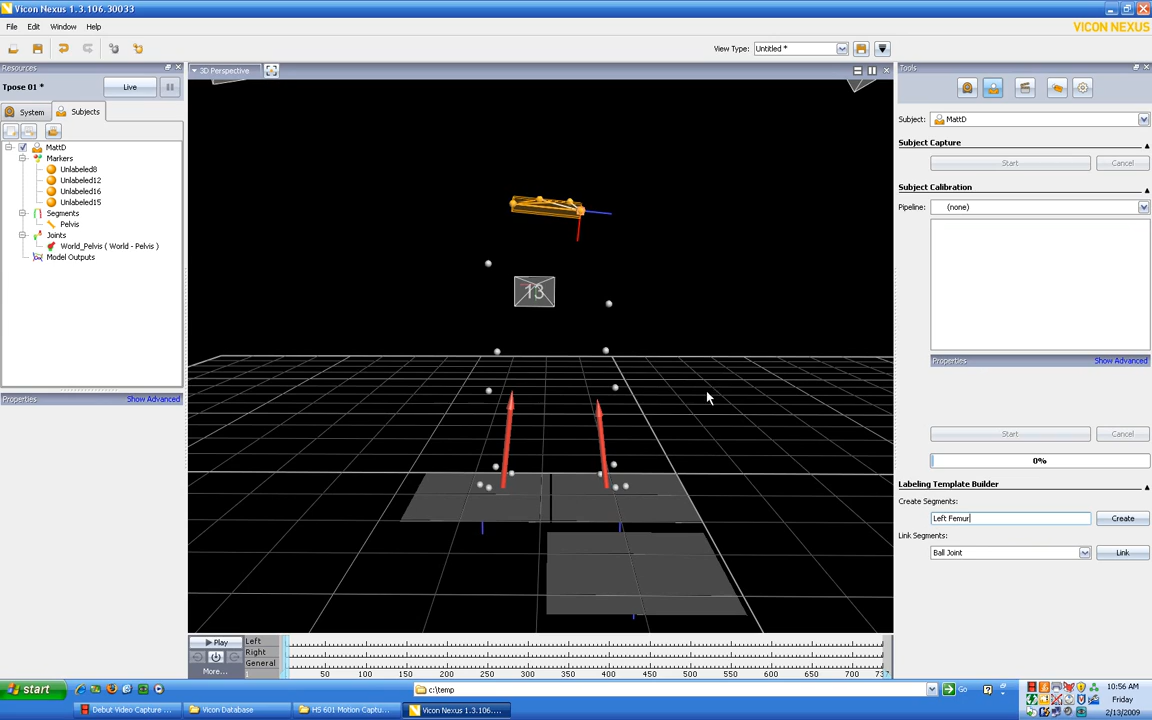 Vicon Nexus 1.3.106.30033
File Edit Window Help
VICON NEXUS
View Type: Untitled *
Resources
Tpose 01 *
Live
System Subjects
MattD
Markers
Unlabeled8
Unlabeled12
Unlabeled16
Unlabeled15
Segments
Pelvis
Joints
World_Pelvis ( World - Pelvis )
Model Outputs
Properties Show Advanced
3D Perspective
13
Play
More...
Left
Right
General
1 50 100 150 200 250 300 350 400 450 500 550 600 650 700
Tools
Subject: MattD
Subject Capture
Start Cancel
Subject Calibration
Pipeline: (none)
Properties Show Advanced
Start Cancel
0%
Labeling Template Builder
Create Segments:
Left Femur Create
Link Segments:
Ball Joint Link
start
c:\temp
Go
10:56 AM
Friday
2/13/2009
Debut Video Capture ...
Vicon Database
HS 601 Motion Captu...
Vicon Nexus 1.3.106....